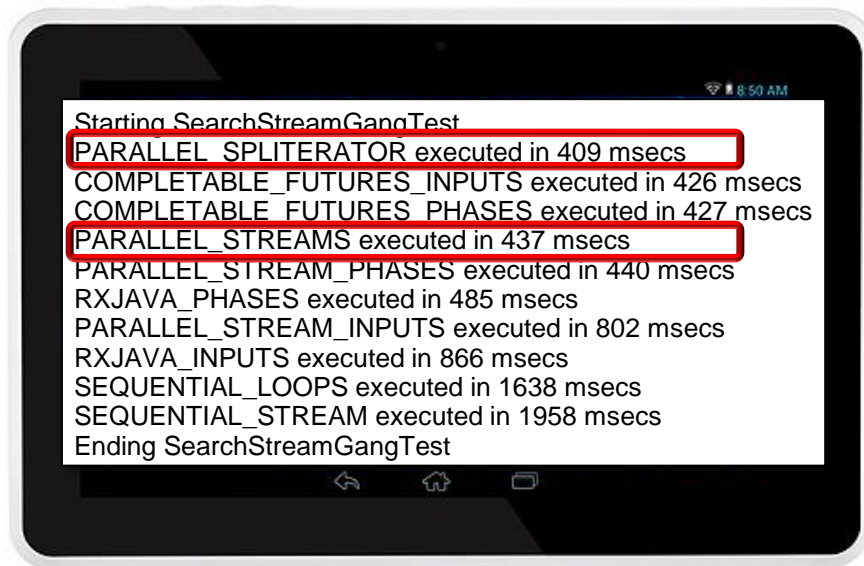 8:50 AM
Starting SearchStreamGangTest
PARALLEL_SPLITERATOR executed in 409 msecs
COMPLETABLE_FUTURES_INPUTS executed in 426 msecs
COMPLETABLE_FUTURES_PHASES executed in 427 msecs
PARALLEL_STREAMS executed in 437 msecs
PARALLEL_STREAM_PHASES executed in 440 msecs
RXJAVA_PHASES executed in 485 msecs
PARALLEL_STREAM_INPUTS executed in 802 msecs
RXJAVA_INPUTS executed in 866 msecs
SEQUENTIAL_LOOPS executed in 1638 msecs
SEQUENTIAL_STREAM executed in 1958 msecs
Ending SearchStreamGangTest